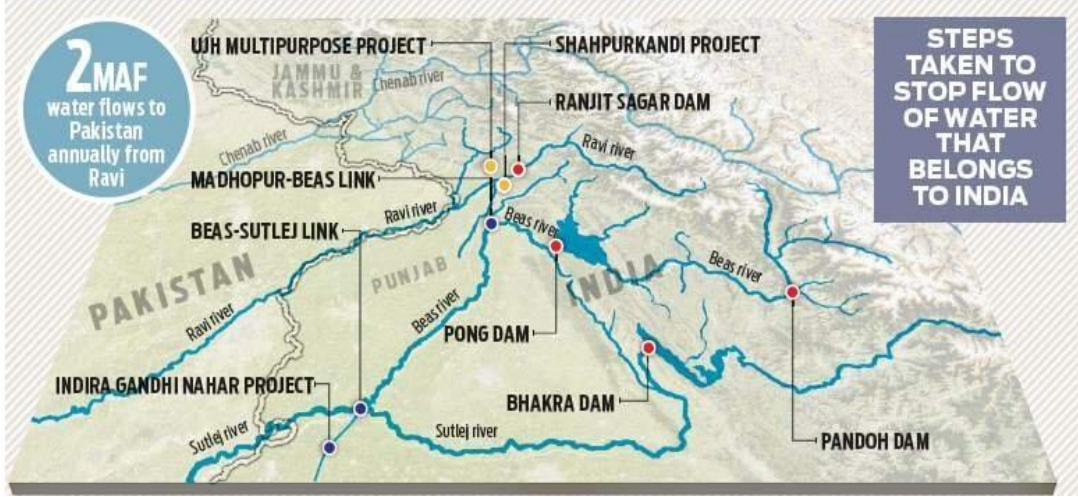 2MAF
water flows to
Pakistan
annually from
Ravi
STEPS
TAKEN TO
STOP FLOW
OF WATER
THAT
BELONGS
TO INDIA
UJH MULTIPURPOSE PROJECT
SHAHPURKANDI PROJECT
JAMMU &
KASHMIR
Chenab river
RANJIT SAGAR DAM
Chenab river
Ravi river
MADHOPUR-BEAS LINK
Ravi river
Beas river
BEAS-SUTLEJ LINK
PAKISTAN
PUNJAB
INDIA
Beas river
Ravi river
Beas river
PONG DAM
INDIRA GANDHI NAHAR PROJECT
BHAKRA DAM
Sutlej river
Sutlej river
PANDOH DAM